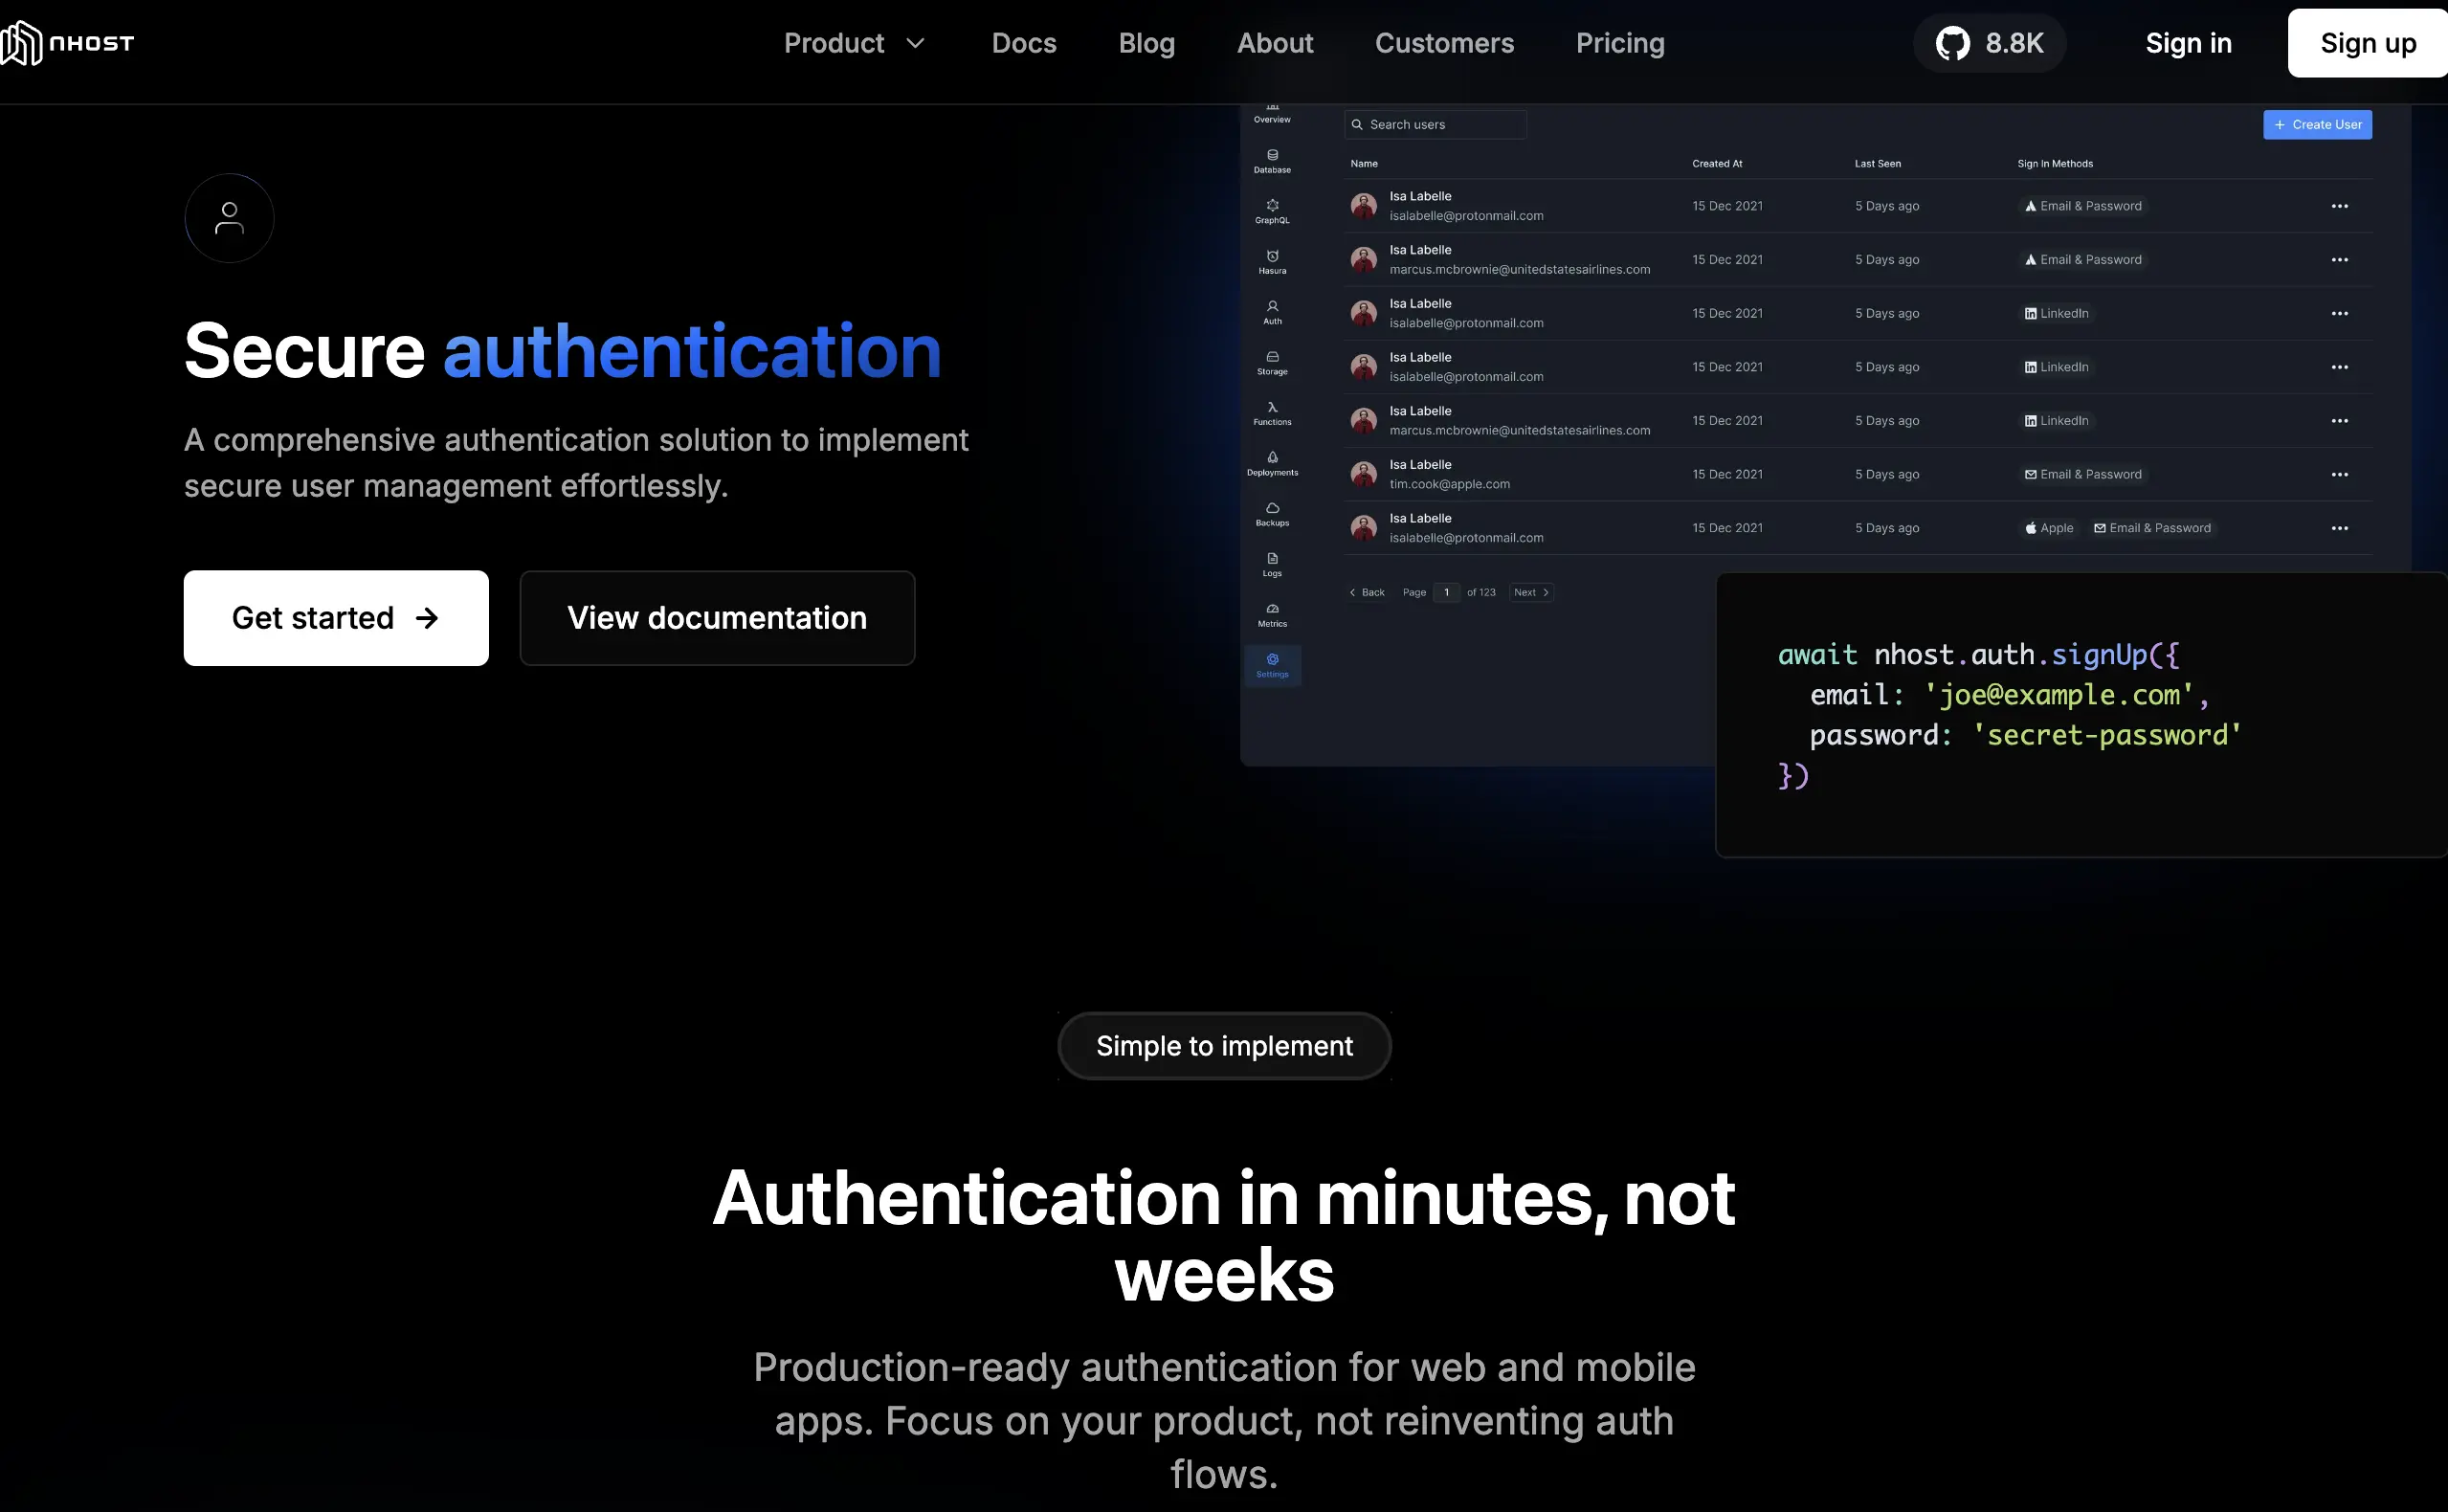 nHOST
Product
Docs
Blog
About
Customers
Pricing
8.8K
Sign in
Sign up
Secure authentication
A comprehensive authentication solution to implement
secure user management effortlessly.
Get started →
View documentation
Overview
Database
GraphQL
Hasura
Auth
Storage
Functions
Deployments
Backups
Logs
Metrics
Settings
Search users
+ Create User
Name
Created At
Last Seen
Sign In Methods
Isa Labelle
isalabelle@protonmail.com
15 Dec 2021
5 Days ago
Email & Password
Isa Labelle
marcus.mcbrownie@unitedstatesairlines.com
15 Dec 2021
5 Days ago
Email & Password
Isa Labelle
isalabelle@protonmail.com
15 Dec 2021
5 Days ago
LinkedIn
Isa Labelle
isalabelle@protonmail.com
15 Dec 2021
5 Days ago
LinkedIn
Isa Labelle
marcus.mcbrownie@unitedstatesairlines.com
15 Dec 2021
5 Days ago
LinkedIn
Isa Labelle
tim.cook@apple.com
15 Dec 2021
5 Days ago
Email & Password
Isa Labelle
isalabelle@protonmail.com
15 Dec 2021
5 Days ago
Apple
Email & Password
< Back
Page 1 of 123
Next >
await nhost.auth.signUp({
email: 'joe@example.com',
password: 'secret-password'
})
Simple to implement
Authentication in minutes, not
weeks
Production-ready authentication for web and mobile
apps. Focus on your product, not reinventing auth
flows.